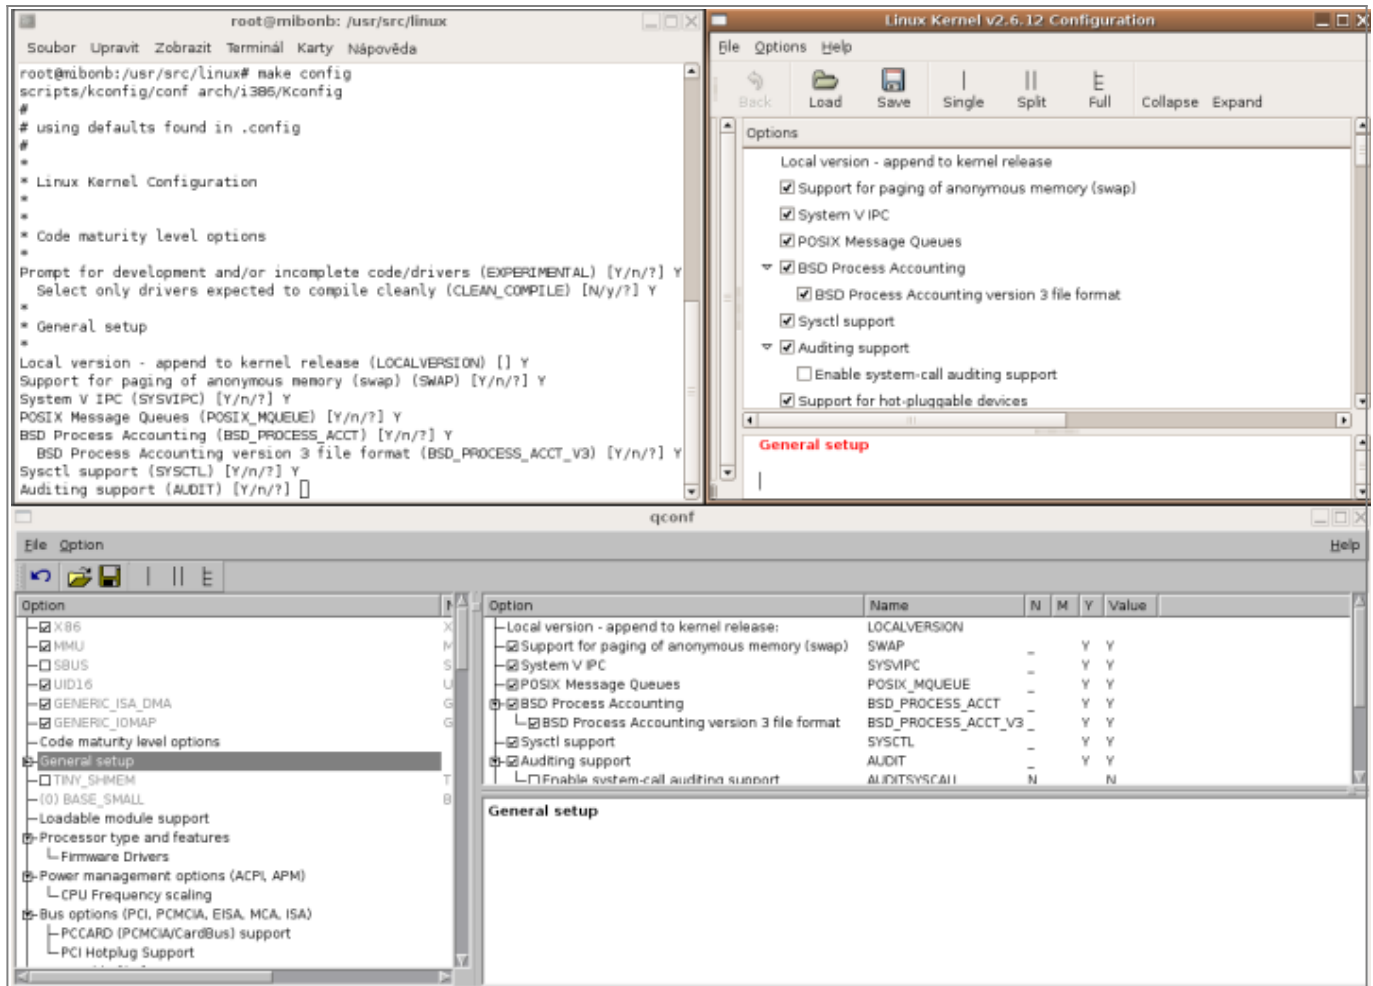 root@mibonb: /usr/src/linux
Soubor Upravit Zobrazit Terminál Karty Nápověda
root@mibonb:/usr/src/linux# make config
scripts/kconfig/conf arch/i386/Kconfig
#
# using defaults found in .config
#
*
* Linux Kernel Configuration
*
*
* Code maturity level options
*
Prompt for development and/or incomplete code/drivers (EXPERIMENTAL) [Y/n/?] Y
Select only drivers expected to compile cleanly (CLEAN_COMPILE) [N/y/?] Y
*
* General setup
*
Local version - append to kernel release (LOCALVERSION) [] Y
Support for paging of anonymous memory (swap) (SWAP) [Y/n/?] Y
System V IPC (SYSVIPC) [Y/n/?] Y
POSIX Message Queues (POSIX_MQUEUE) [Y/n/?] Y
BSD Process Accounting (BSD_PROCESS_ACCT) [Y/n/?] Y
BSD Process Accounting version 3 file format (BSD_PROCESS_ACCT_V3) [Y/n/?] Y
Sysctl support (SYSCTL) [Y/n/?] Y
Auditing support (AUDIT) [Y/n/?]
Linux Kernel v2.6.12 Configuration
File Options Help
Back Load Save Single Split Full Collapse Expand
Options
Local version - append to kernel release
Support for paging of anonymous memory (swap)
System V IPC
POSIX Message Queues
BSD Process Accounting
BSD Process Accounting version 3 file format
Sysctl support
Auditing support
Enable system-call auditing support
Support for hot-pluggable devices
General setup
qconf
File Option Help
Option N
X86 X
MMU M
SBUS S
UID16 U
GENERIC_ISA_DMA G
GENERIC_IOMAP G
Code maturity level options
General setup
TINY_SHMEM T
(0) BASE_SMALL B
Loadable module support
Processor type and features
Firmware Drivers
Power management options (ACPI, APM)
CPU Frequency scaling
Bus options (PCI, PCMCIA, EISA, MCA, ISA)
PCCARD (PCMCIA/CardBus) support
PCI Hotplug Support
Option Name N M Y Value
Local version - append to kernel release: LOCALVERSION
Support for paging of anonymous memory (swap) SWAP _ Y Y
System V IPC SYSVIPC _ Y Y
POSIX Message Queues POSIX_MQUEUE _ Y Y
BSD Process Accounting BSD_PROCESS_ACCT _ Y Y
BSD Process Accounting version 3 file format BSD_PROCESS_ACCT_V3 _ Y Y
Sysctl support SYSCTL _ Y Y
Auditing support AUDIT _ Y Y
Enable system-call auditing support AUDITSYSCALL N N
General setup